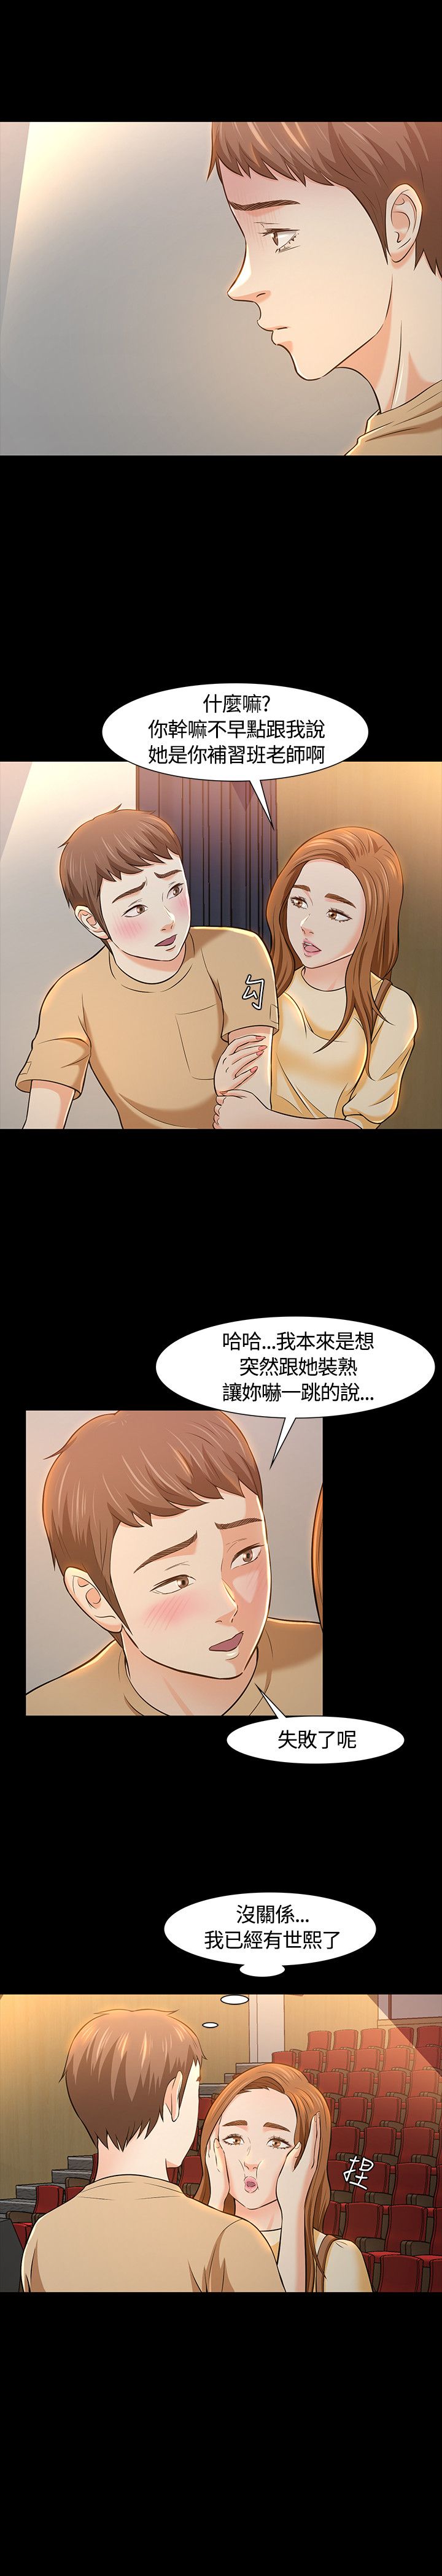 什麼嘛?
你幹嘛不早點跟我說
她是你補習班老師啊
勾
哈哈...我本來是想
突然跟她裝熟
讓妳嚇一跳的說...
失敗了呢
沒關係...
我已經有世熙了
捏